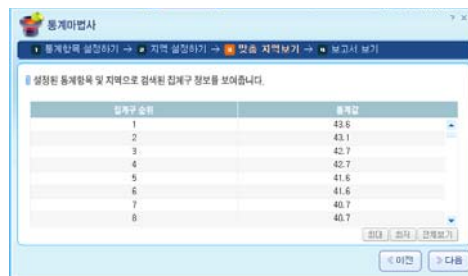 통계마법사
? x
1 통계항목 설정하기 → 2 지역 설정하기 → 3 맞춤 지역보기 → 4 보고서 보기
설정된 통계항목 및 지역으로 검색된 집계구 정보를 보여줍니다.
집계구 순위 통계값
1 43.6
2 43.1
3 42.7
4 42.7
5 41.6
6 41.6
7 40.7
8 40.7
최대 최저 전체보기
<이전 >다음